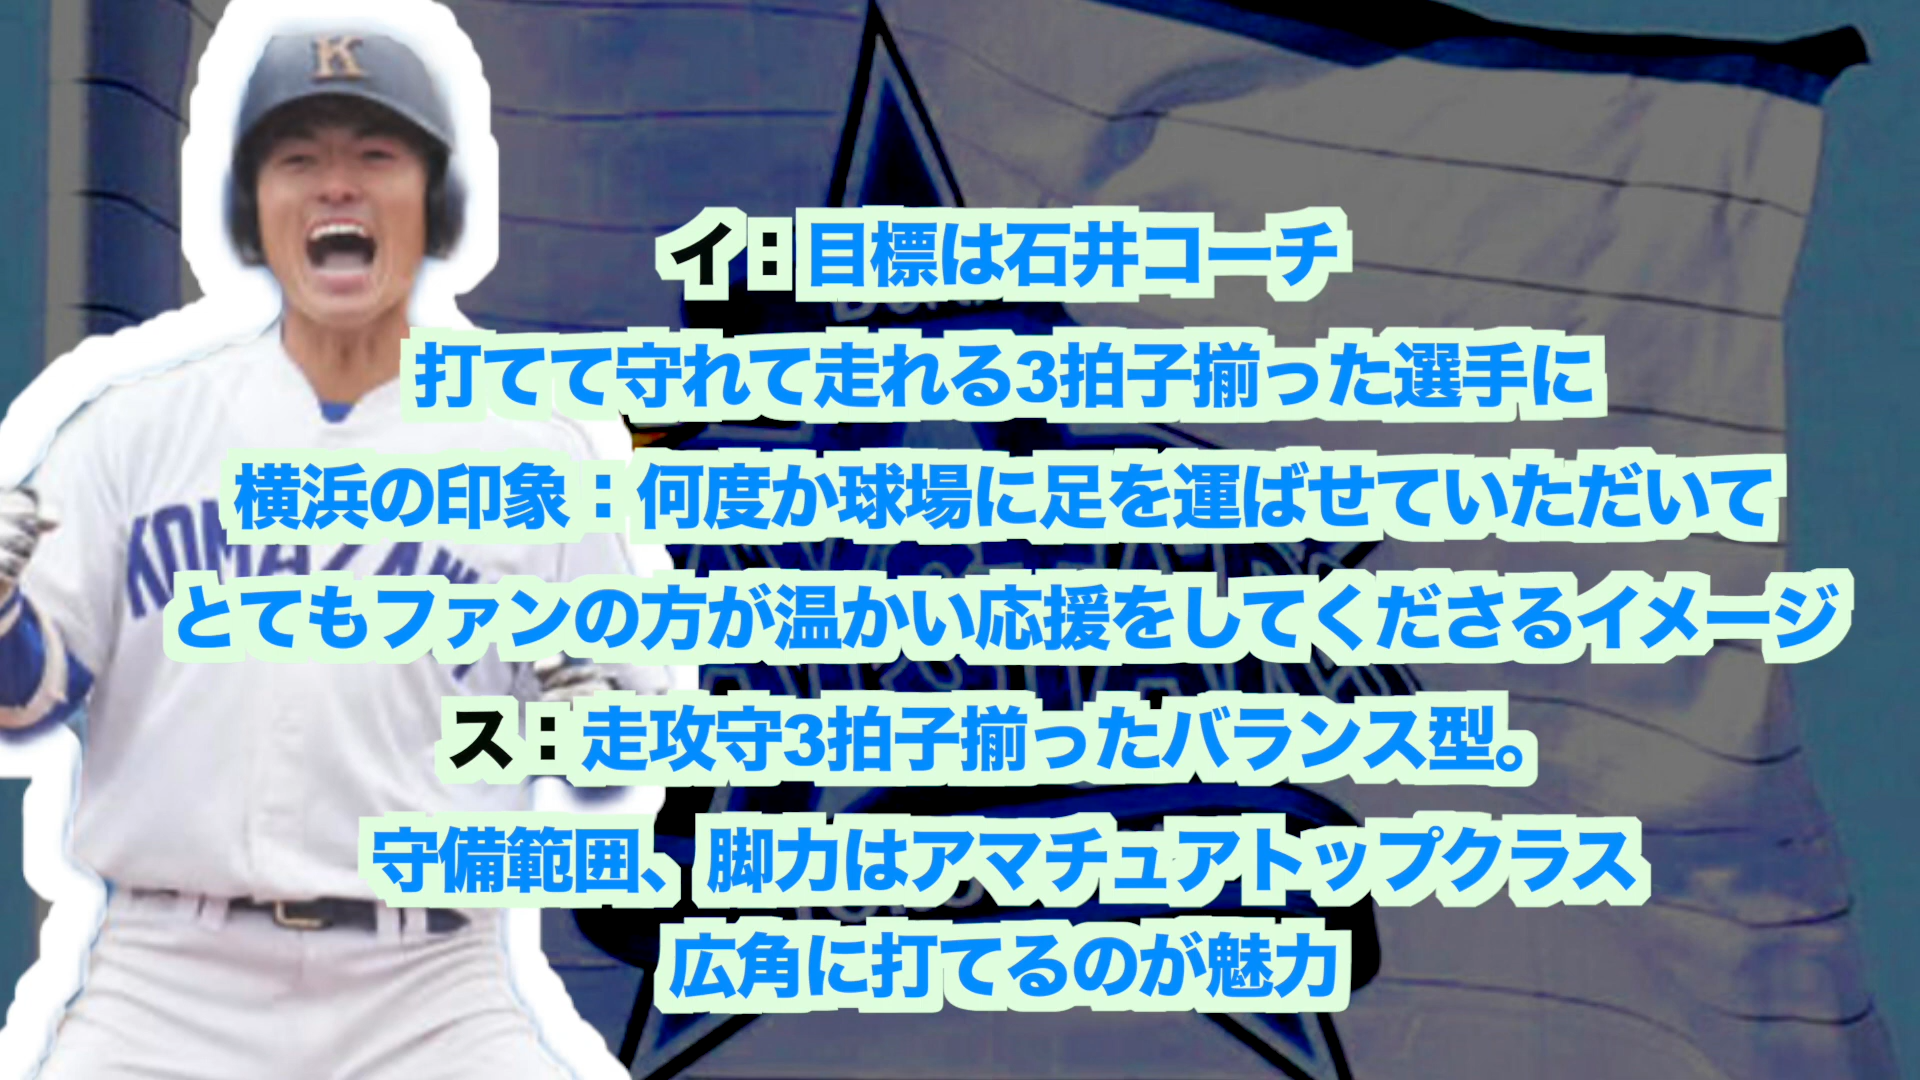 K
イ：目標は石井コーチ
打てて守れて走れる3拍子揃った選手に
横浜の印象：何度か球場に足を運ばせていただいて
とてもファンの方が温かい応援をしてくださるイメージ
ス：走攻守3拍子揃ったバランス型。
守備範囲、脚力はアマチュアトップクラス
広角に打てるのが魅力